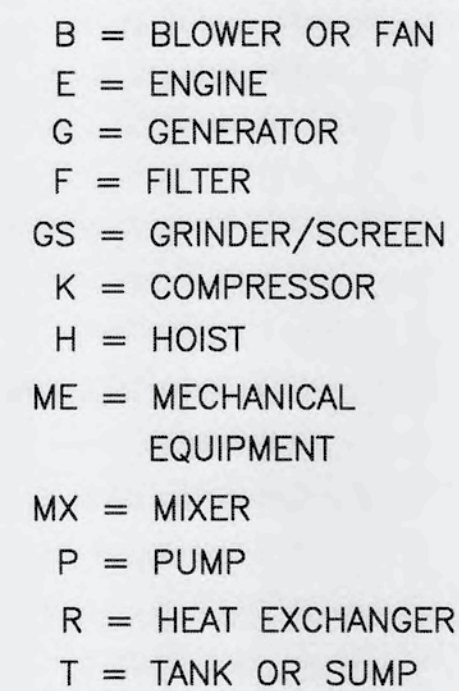 B = BLOWER OR FAN
E = ENGINE
G = GENERATOR
F = FILTER
GS = GRINDER/SCREEN
K = COMPRESSOR
H = HOIST
ME = MECHANICAL
EQUIPMENT
MX = MIXER
P = PUMP
R = HEAT EXCHANGER
T = TANK OR SUMP